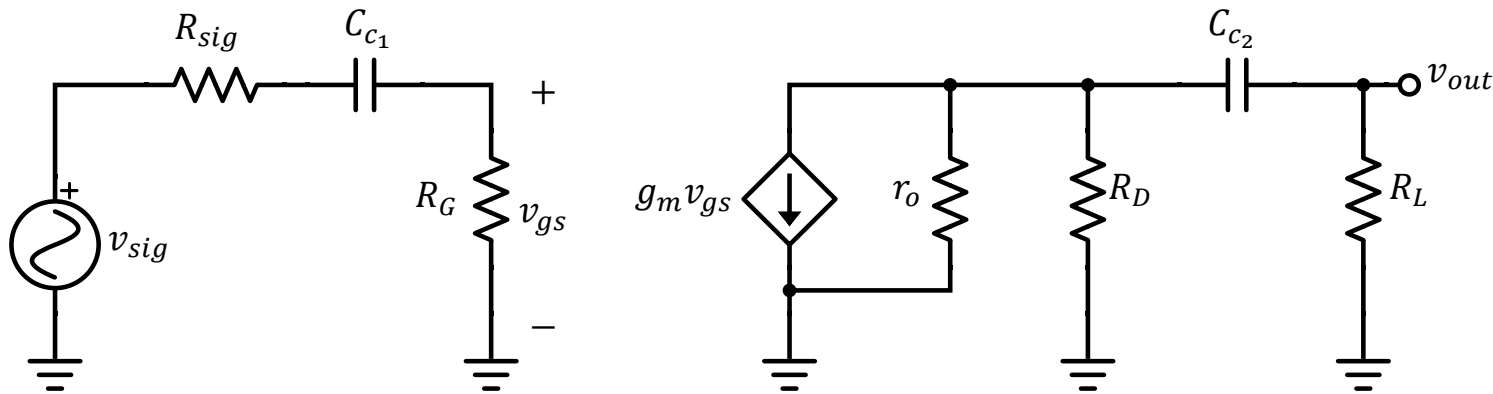 R_sig
C_c1
+
R_G
v_gs
−
+
v_sig
g_m v_gs
r_o
R_D
C_c2
R_L
v_out